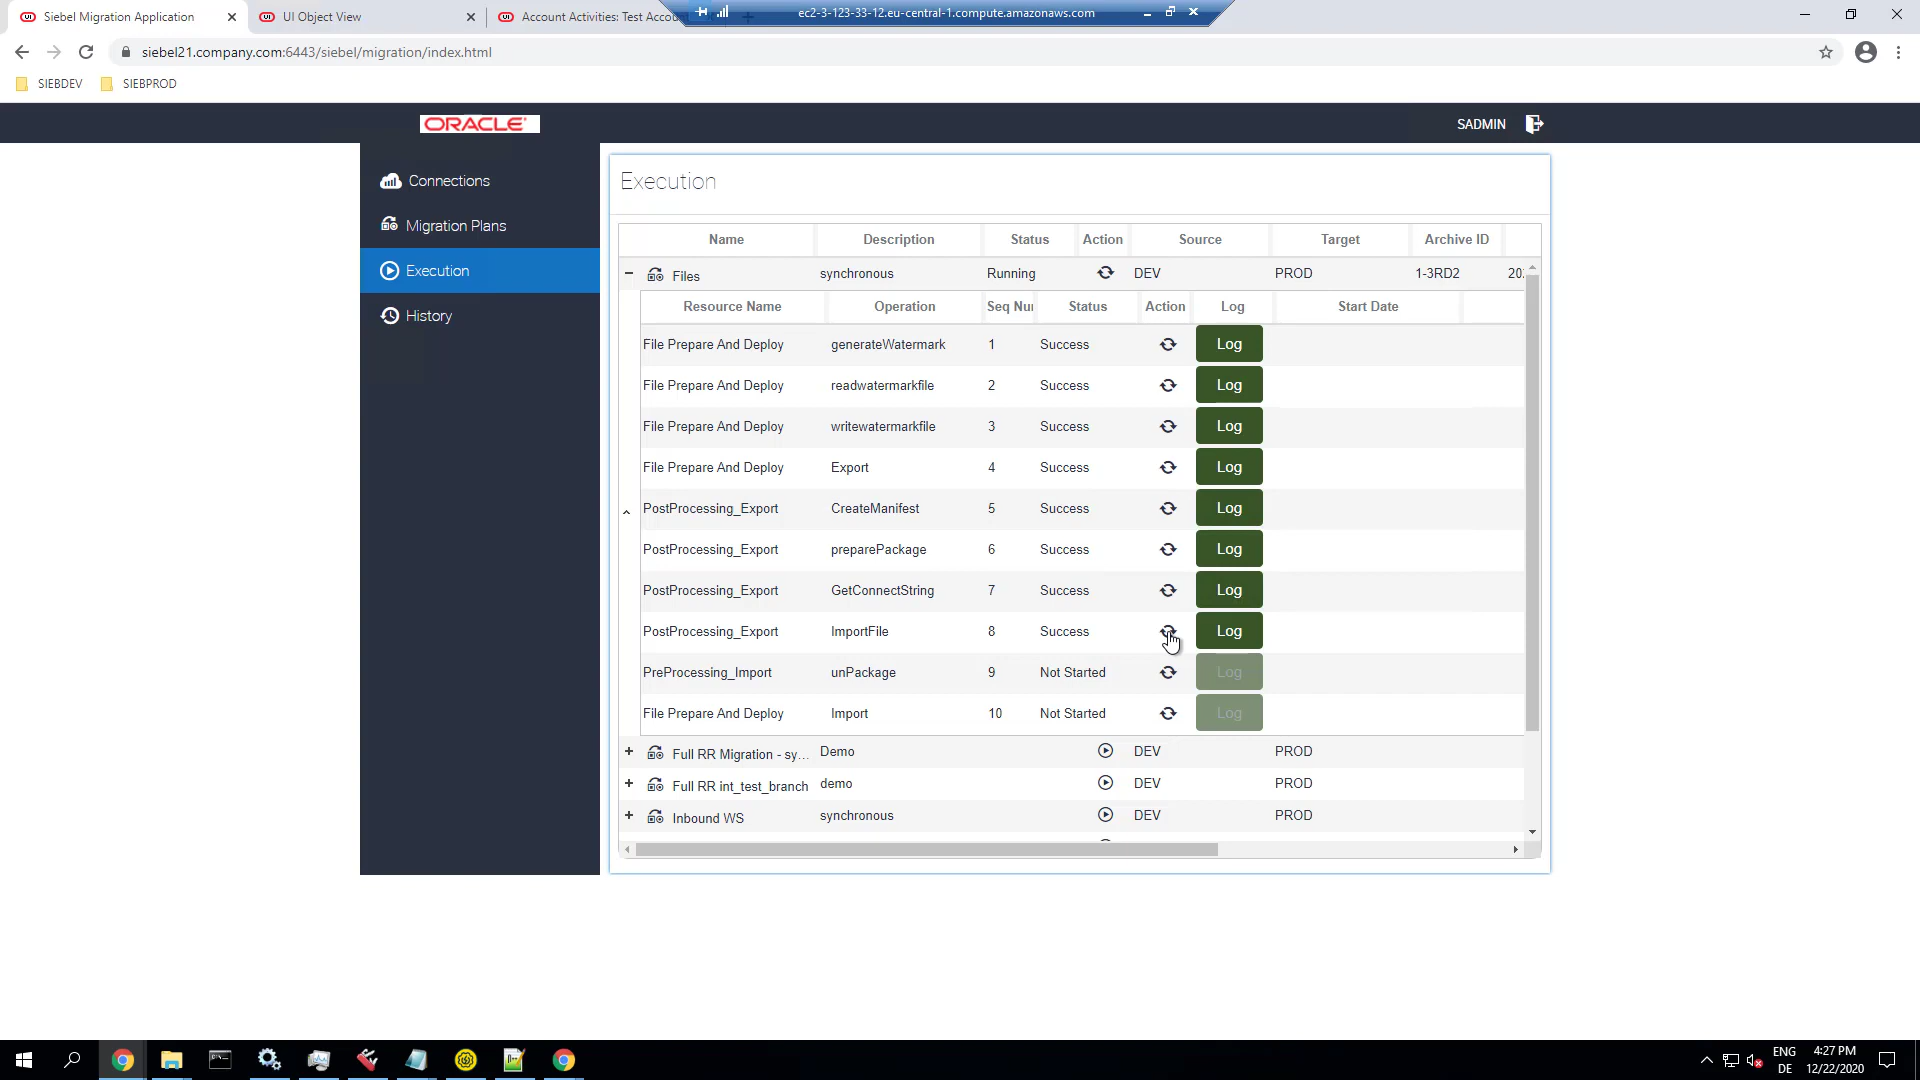 Siebel Migration Application
UI Object View
Account Activities: Test Accou
ec2-3-123-33-12.eu-central-1.compute.amazonaws.com
siebel21.company.com:6443/siebel/migration/index.html
SIEBDEV
SIEBPROD
ORACLE
SADMIN
Connections
Migration Plans
Execution
History
Execution
Name Description Status Action Source Target Archive ID
Files synchronous Running DEV PROD 1-3RD2 20
Resource Name Operation Seq Nu Status Action Log Start Date
File Prepare And Deploy generateWatermark 1 Success Log
File Prepare And Deploy readwatermarkfile 2 Success Log
File Prepare And Deploy writewatermarkfile 3 Success Log
File Prepare And Deploy Export 4 Success Log
PostProcessing_Export CreateManifest 5 Success Log
PostProcessing_Export preparePackage 6 Success Log
PostProcessing_Export GetConnectString 7 Success Log
PostProcessing_Export ImportFile 8 Success Log
PreProcessing_Import unPackage 9 Not Started Log
File Prepare And Deploy Import 10 Not Started Log
Full RR Migration - sy... Demo DEV PROD
Full RR int_test_branch demo DEV PROD
Inbound WS synchronous DEV PROD
ENG
DE
4:27 PM
12/22/2020